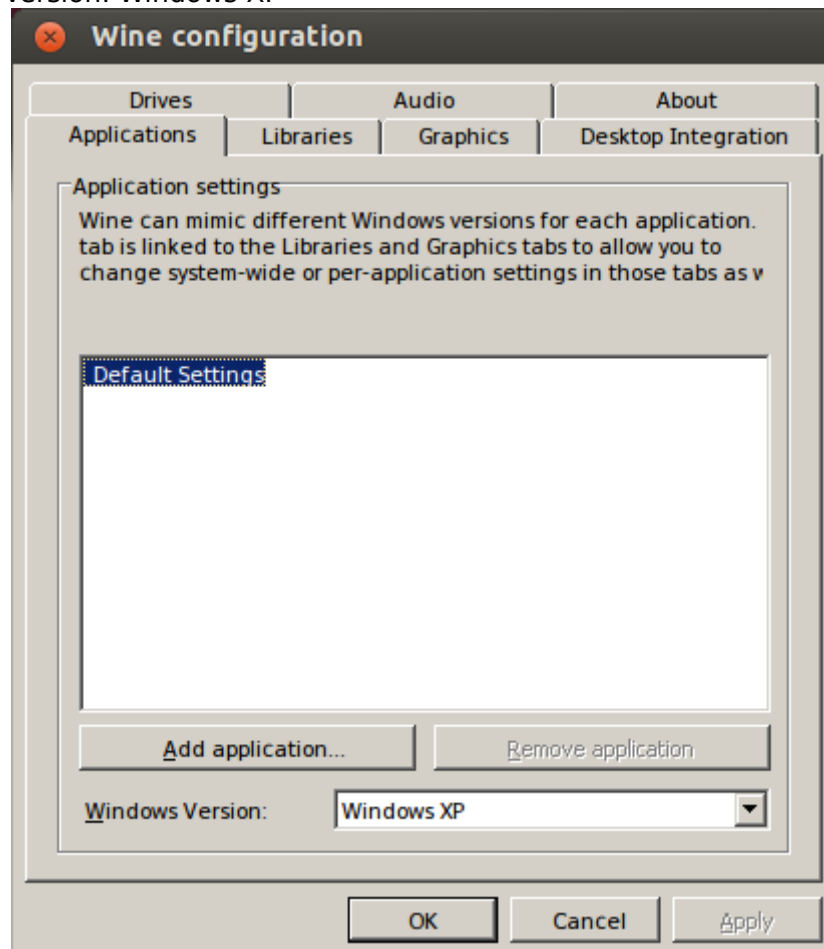 Version: Windows XP
Wine configuration
Drives
Audio
About
Applications
Libraries
Graphics
Desktop Integration
Application settings
Wine can mimic different Windows versions for each application.
tab is linked to the Libraries and Graphics tabs to allow you to
change system-wide or per-application settings in those tabs as
Default Settings
Add application...
Remove application
Windows Version:
Windows XP
OK
Cancel
Apply